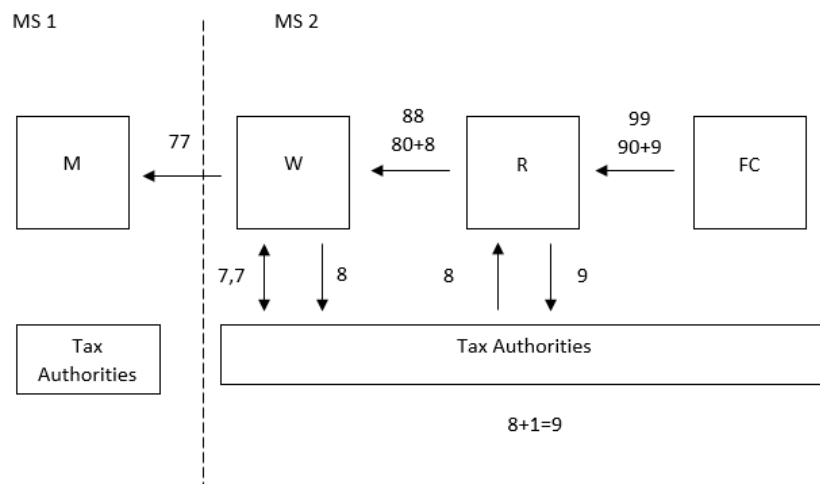 MS 1
MS 2
M
77
W
88
80+8
R
99
90+9
FC
7,7
8
8
9
Tax
Authorities
Tax Authorities
8+1=9